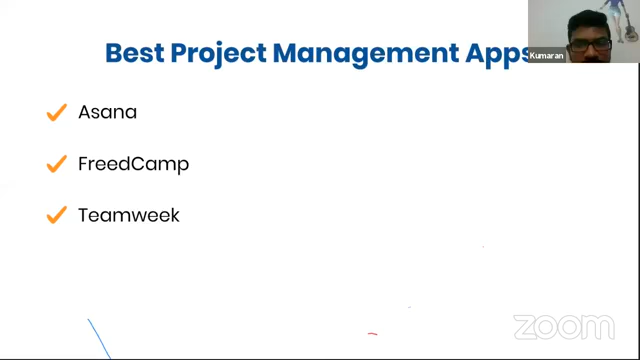 Best Project Management Apps
Kumaran
Asana
FreedCamp
Teamweek
zoom